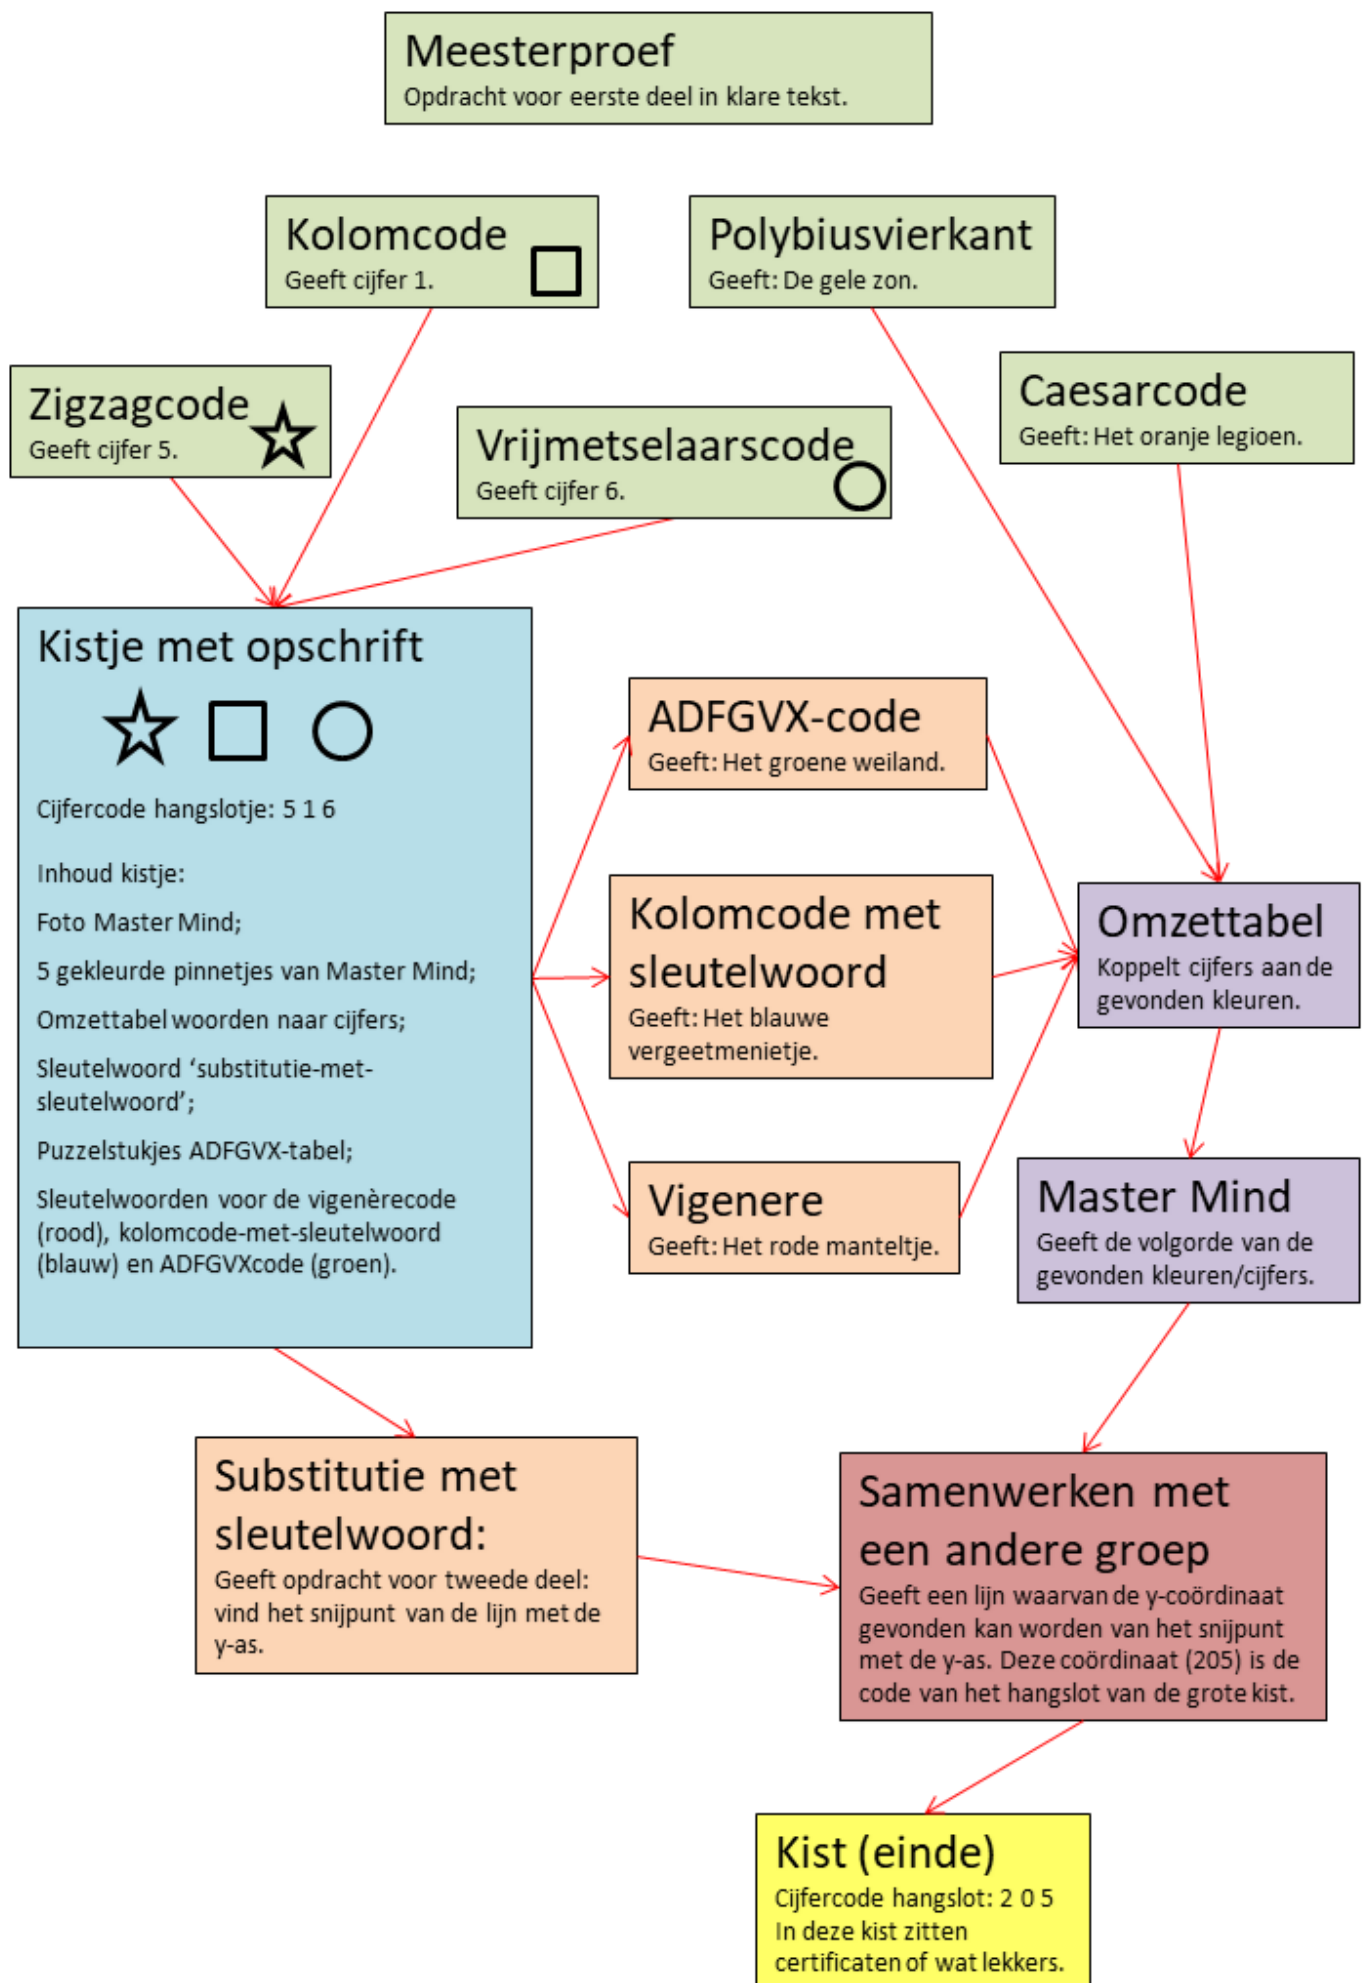 Meesterproef
Opdracht voor eerste deel in klare tekst.
Kolomcode
Geeft cijfer 1.
Polybiusvierkant
Geeft: De gele zon.
Zigzagcode
Geeft cijfer 5.
Vrijmetselaarscode
Geeft cijfer 6.
Caesarcode
Geeft: Het oranje legioen.
Kistje met opschrift
Cijfercode hangslotje: 5 1 6
Inhoud kistje:
Foto Master Mind;
5 gekleurde pinnetjes van Master Mind;
Omzettabel woorden naar cijfers;
Sleutelwoord ‘substitutie-met-
sleutelwoord’;
Puzzelstukjes ADFGVX-tabel;
Sleutelwoorden voor de vigenèrecode
(rood), kolomcode-met-sleutelwoord
(blauw) en ADFGVXcode (groen).
ADFGVX-code
Geeft: Het groene weiland.
Kolomcode met
sleutelwoord
Geeft: Het blauwe
vergeetmenietje.
Vigenere
Geeft: Het rode manteltje.
Omzettabel
Koppelt cijfers aan de
gevonden kleuren.
Master Mind
Geeft de volgorde van de
gevonden kleuren/cijfers.
Substitutie met
sleutelwoord:
Geeft opdracht voor tweede deel:
vind het snijpunt van de lijn met de
y-as.
Samenwerken met
een andere groep
Geeft een lijn waarvan de y-coördinaat
gevonden kan worden van het snijpunt
met de y-as. Deze coördinaat (205) is de
code van het hangslot van de grote kist.
Kist (einde)
Cijfercode hangslot: 2 0 5
In deze kist zitten
certificaten of wat lekkers.